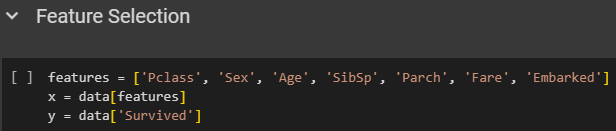 Feature Selection
[ ] features = ['Pclass', 'Sex', 'Age', 'SibSp', 'Parch', 'Fare', 'Embarked']
x = data[features]
y = data['Survived']